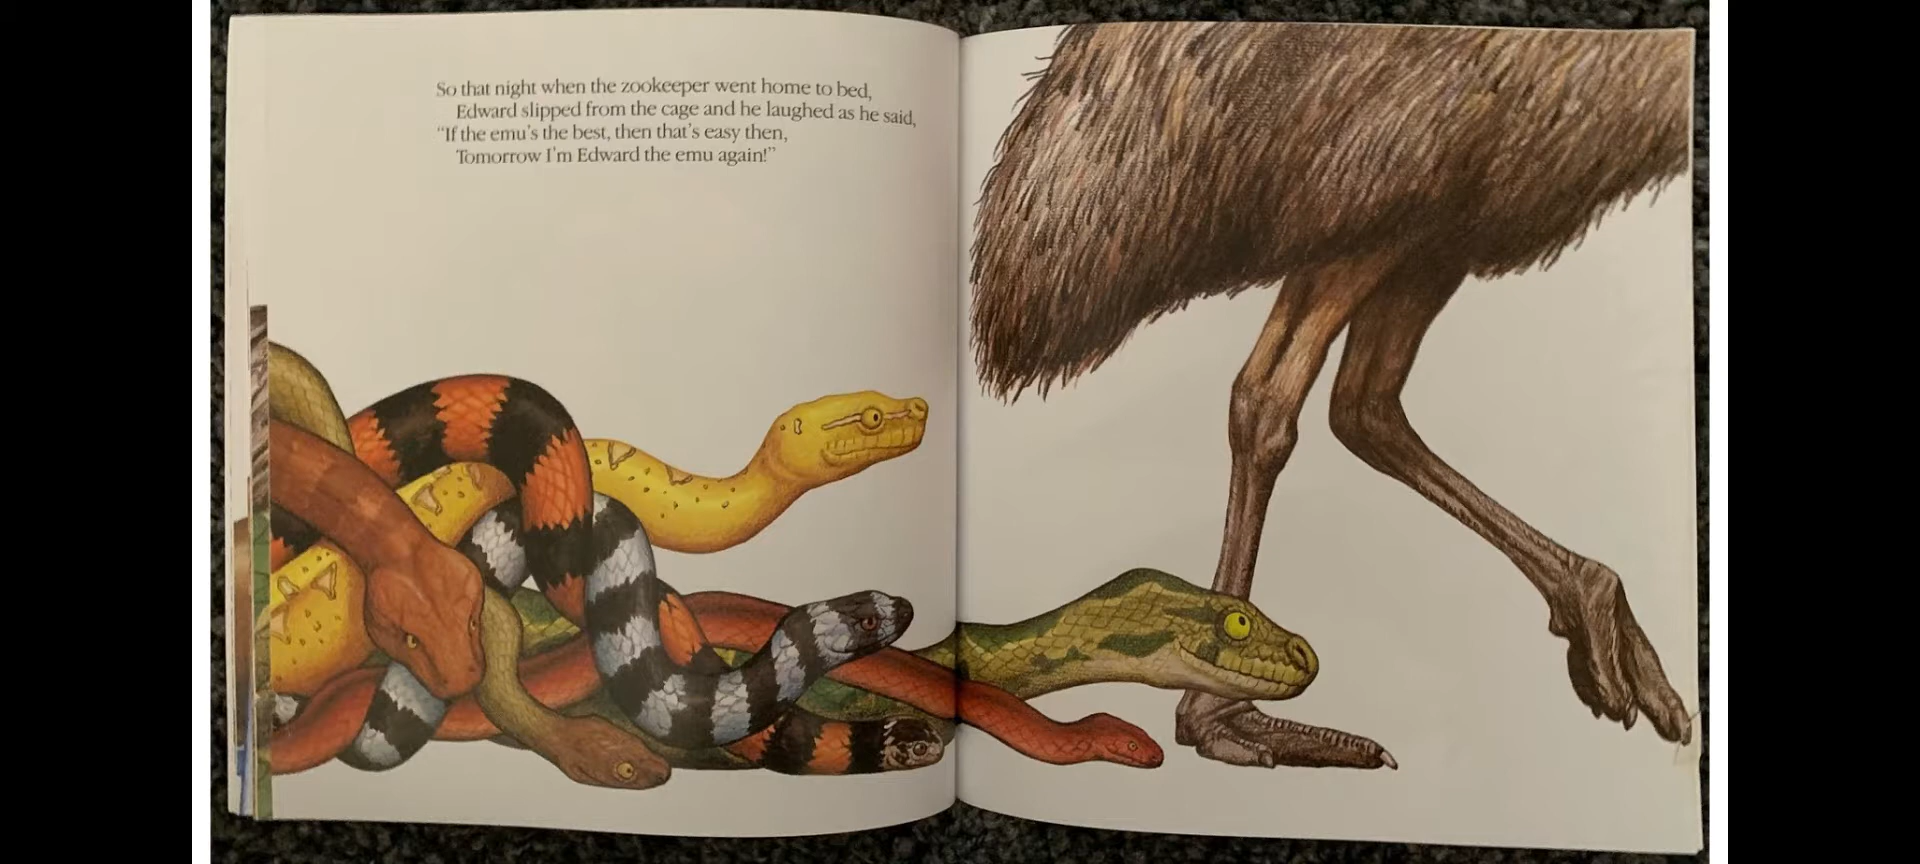 So that night when the zookeeper went home to bed,
Edward slipped from the cage and he laughed as he said,
“If the emu’s the best, then that’s easy then,
Tomorrow I’m Edward the emu again!”